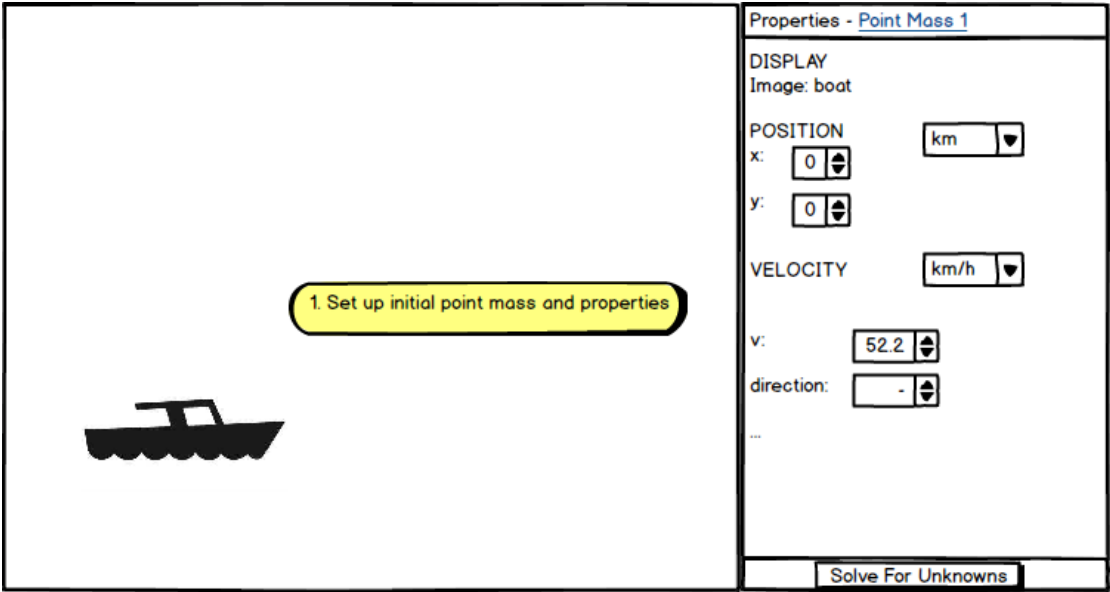 Properties - Point Mass 1
DISPLAY
Image: boat
POSITION
km
x:
0
y:
0
VELOCITY
km/h
1. Set up initial point mass and properties
v:
52.2
direction:
-
...
Solve For Unknowns